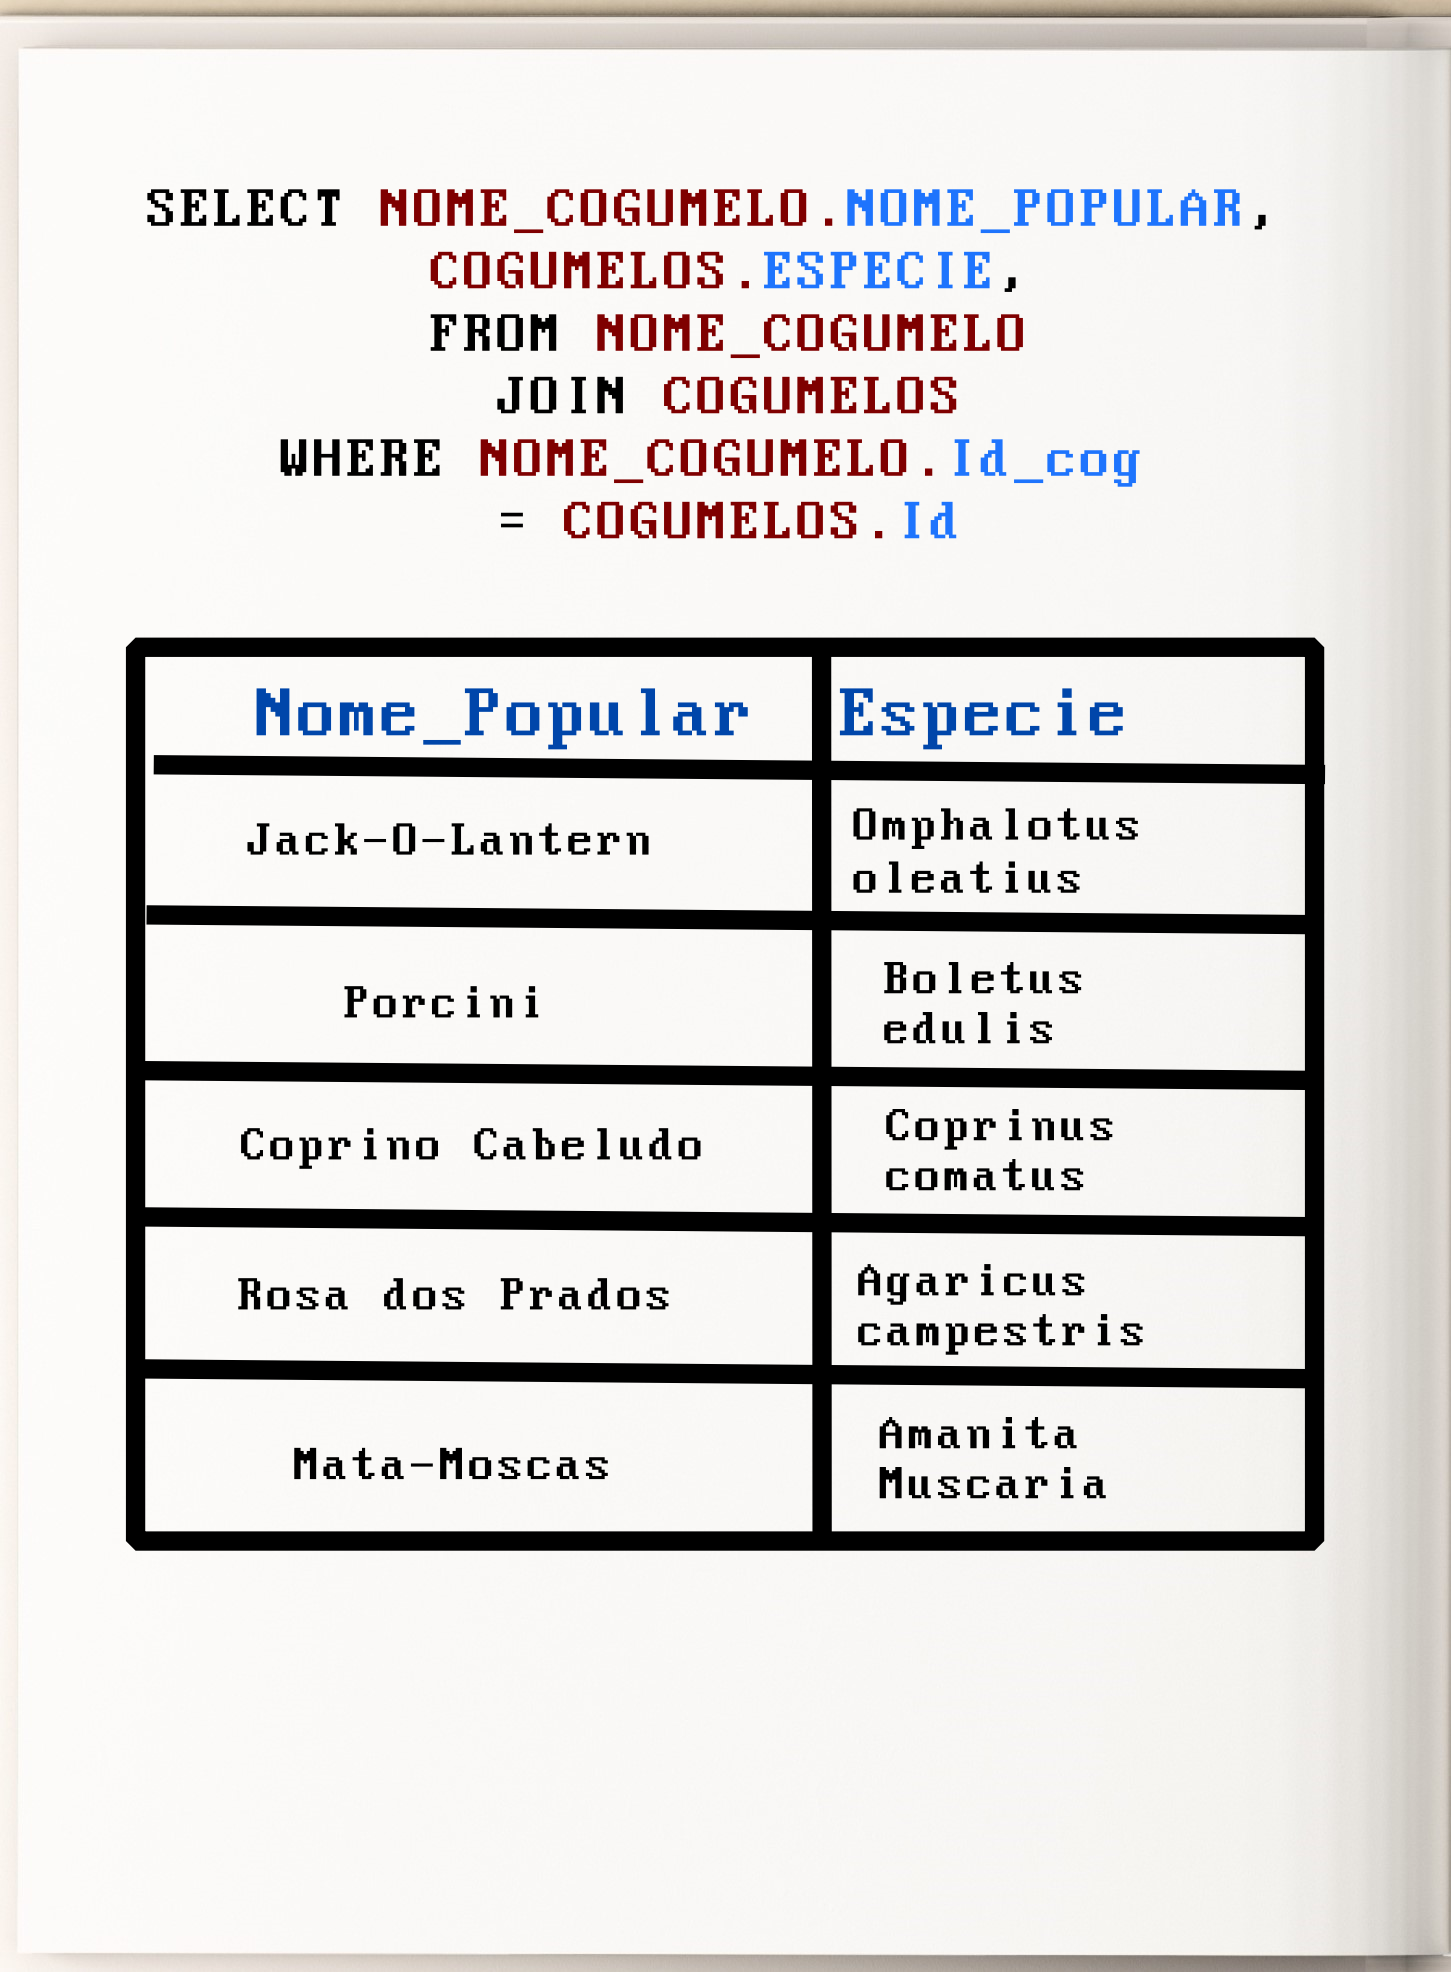 SELECT NOME_COGUMELO.NOME_POPULAR,
COGUMELOS.ESPECIE,
FROM NOME_COGUMELO
JOIN COGUMELOS
WHERE NOME_COGUMELO.Id_cog
= COGUMELOS.Id
Nome_Popular Especie
Jack-O-Lantern Omphalotus
oleatius
Porcini Boletus
edulis
Coprino Cabeludo Coprinus
comatus
Rosa dos Prados Agaricus
campestris
Mata-Moscas Amanita
Muscaria